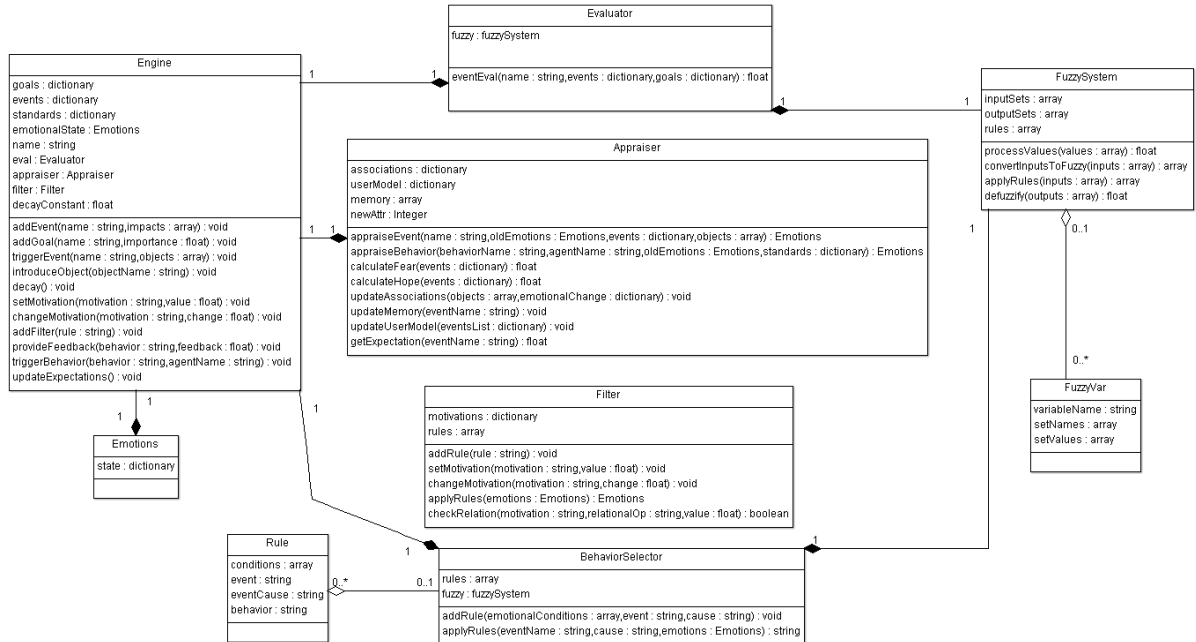 Evaluator
fuzzy : fuzzySystem
eventEval(name : string,events : dictionary,goals : dictionary) : float
Engine
goals : dictionary
events : dictionary
standards : dictionary
emotionalState : Emotions
name : string
eval : Evaluator
appraiser : Appraiser
filter : Filter
decayConstant : float
addEvent(name : string,impacts : array) : void
addGoal(name : string,importance : float) : void
triggerEvent(name : string,objects : array) : void
introduceObject(objectName : string) : void
decay() : void
setMotivation(motivation : string,value : float) : void
changeMotivation(motivation : string,change : float) : void
addFilter(rule : string) : void
provideFeedback(behavior : string,feedback : float) : void
triggerBehavior(behavior : string,agentName : string) : void
updateExpectations() : void
1
1
1
1
FuzzySystem
inputSets : array
outputSets : array
rules : array
processValues(values : array) : float
convertInputsToFuzzy(inputs : array) : array
applyRules(inputs : array) : array
defuzzify(outputs : array) : float
Appraiser
associations : dictionary
userModel : dictionary
memory : array
newAttr : Integer
appraiseEvent(name : string,oldEmotions : Emotions,events : dictionary,objects : array) : Emotions
appraiseBehavior(behaviorName : string,agentName : string,oldEmotions : Emotions,standards : dictionary) : Emotions
calculateFear(events : dictionary) : float
calculateHope(events : dictionary) : float
updateAssociations(objects : array,emotionalChange : dictionary) : void
updateMemory(eventName : string) : void
updateUserModel(eventsList : dictionary) : void
getExpectation(eventName : string) : float
1
1
1
0..1
0..*
FuzzyVar
variableName : string
setNames : array
setValues : array
1
1
1
Emotions
state : dictionary
Filter
motivations : dictionary
rules : array
addRule(rule : string) : void
setMotivation(motivation : string,value : float) : void
changeMotivation(motivation : string,change : float) : void
applyRules(emotions : Emotions) : Emotions
checkRelation(motivation : string,relationalOp : string,value : float) : boolean
Rule
conditions : array
event : string
eventCause : string
behavior : string
0..*
0..1
1
1
BehaviorSelector
rules : array
fuzzy : fuzzySystem
addRule(emotionalConditions : array,event : string,cause : string) : void
applyRules(eventName : string,cause : string,emotions : Emotions) : string